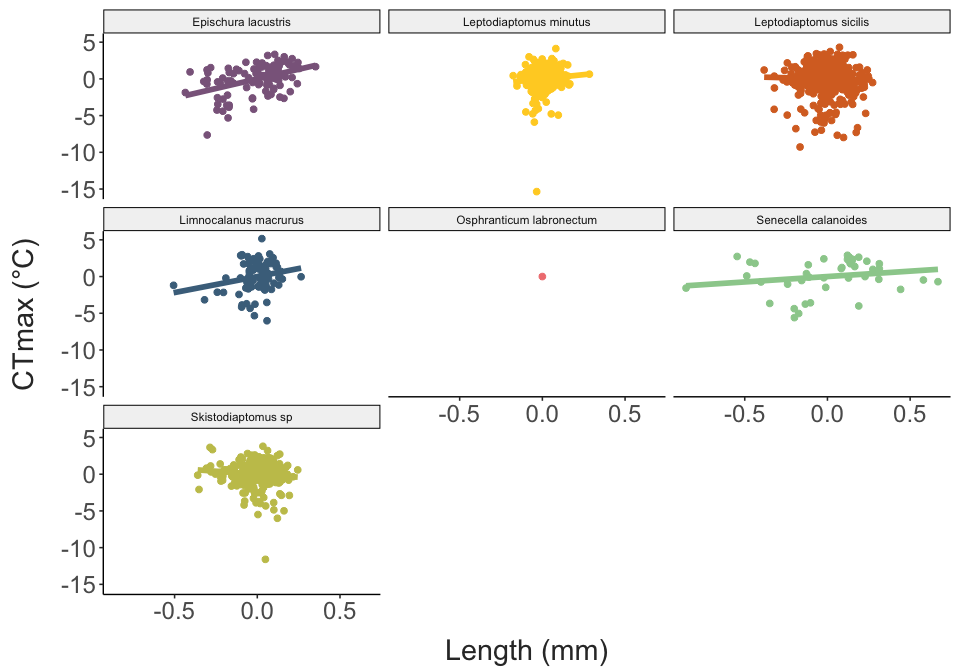 Epischura lacustris
Leptodiaptomus minutus
Leptodiaptomus sicilis
5
0
-5
-10
-15
Limnocalanus macrurus
Osphranticum labronectum
Senecella calanoides
5
0
-5
-10
-15
-0.5 0.0 0.5
-0.5 0.0 0.5
Skistodiaptomus sp
5
0
-5
-10
-15
-0.5 0.0 0.5
CTmax (°C)
Length (mm)